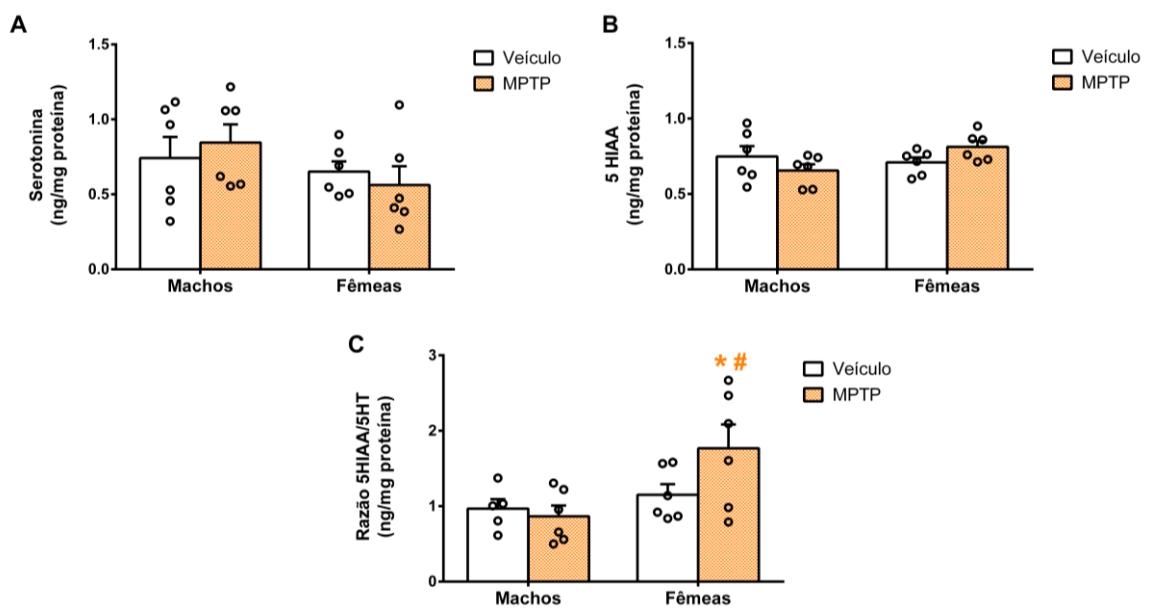 A
1.5
1.0
0.5
0.0
Serotonina
(ng/mg proteína)
Machos
Fêmeas
Veículo
MPTP
B
1.5
1.0
0.5
0.0
5 HIAA
(ng/mg proteína)
Machos
Fêmeas
Veículo
MPTP
C
3
2
1
0
Razão 5HIAA/5HT
(ng/mg proteína)
* #
Machos
Fêmeas
Veículo
MPTP